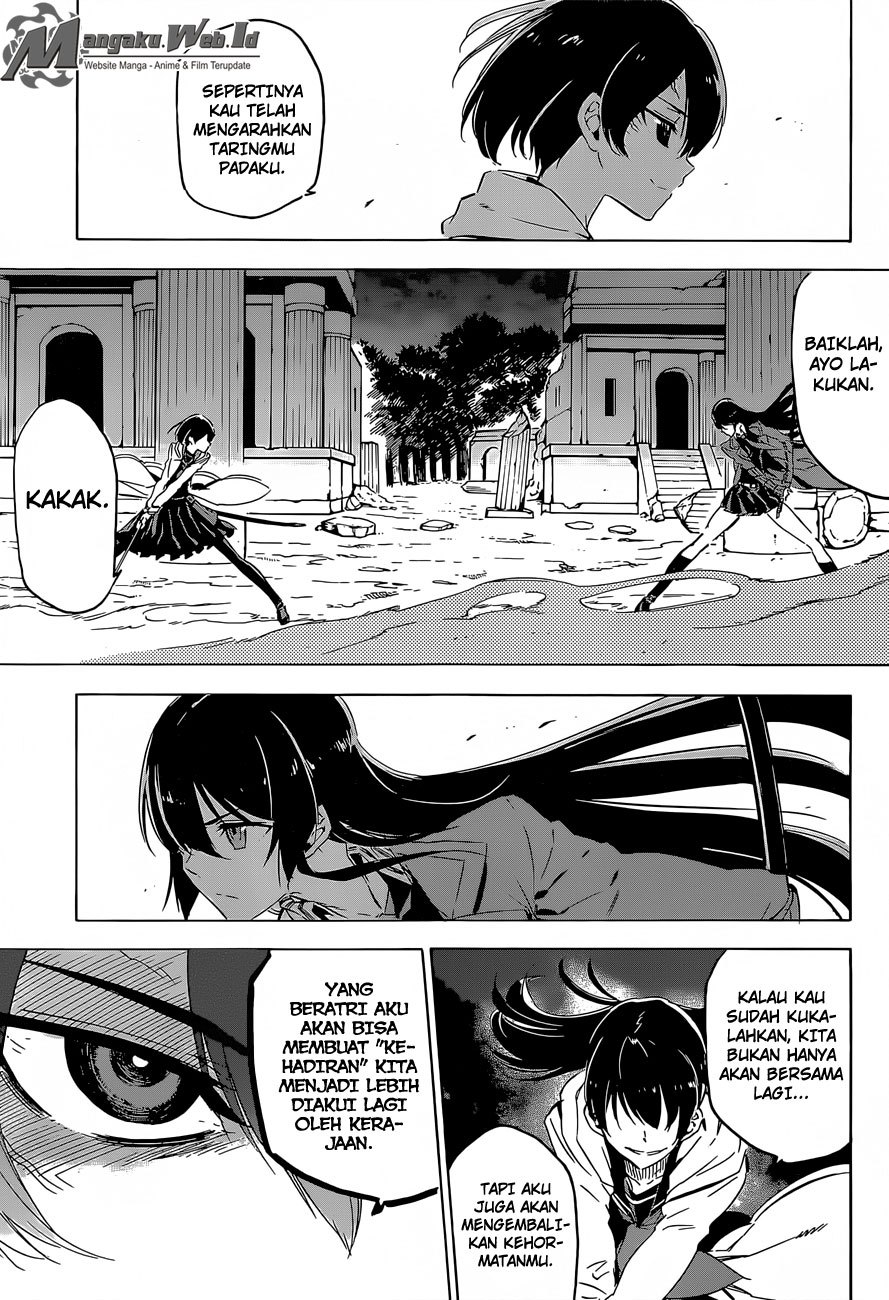 Mangaku.Web.Id
Website Manga - Anime & Film Terupdate
SEPERTINYA
KAU TELAH
MENGARAHKAN
TARINGMU
PADAKU.
BAIKLAH,
AYO LA-
KUKAN.
KAKAK.
KALAU KAU
SUDAH KUKA-
LAHKAN, KITA
BUKAN HANYA
AKAN BERSAMA
LAGI...
TAPI AKU
JUGA AKAN
MENGEMBALI-
KAN KEHOR-
MATANMU.
YANG
BERATRI AKU
AKAN BISA
MEMBUAT "KE-
HADIRAN" KITA
MENJADI LEBIH
DIAKUI LAGI
OLEH KERA-
JAAN.